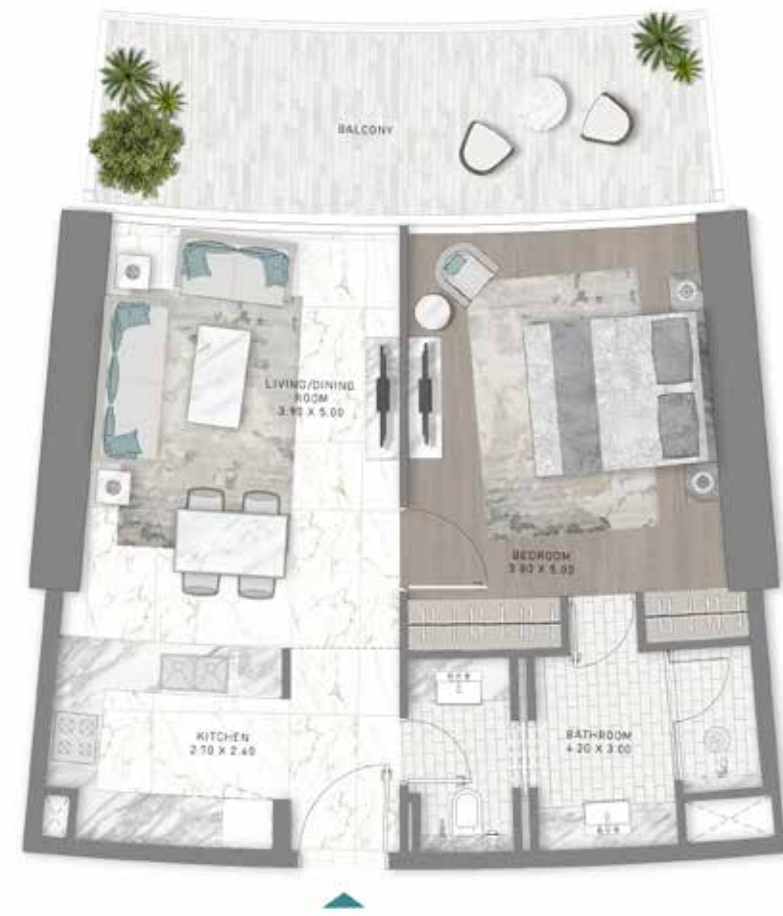 BALCONY
LIVING/DINING
ROOM
3.90 X 5.00
BEDROOM
3.80 X 5.00
KITCHEN
2.70 X 2.40
BATHROOM
4.20 X 3.00